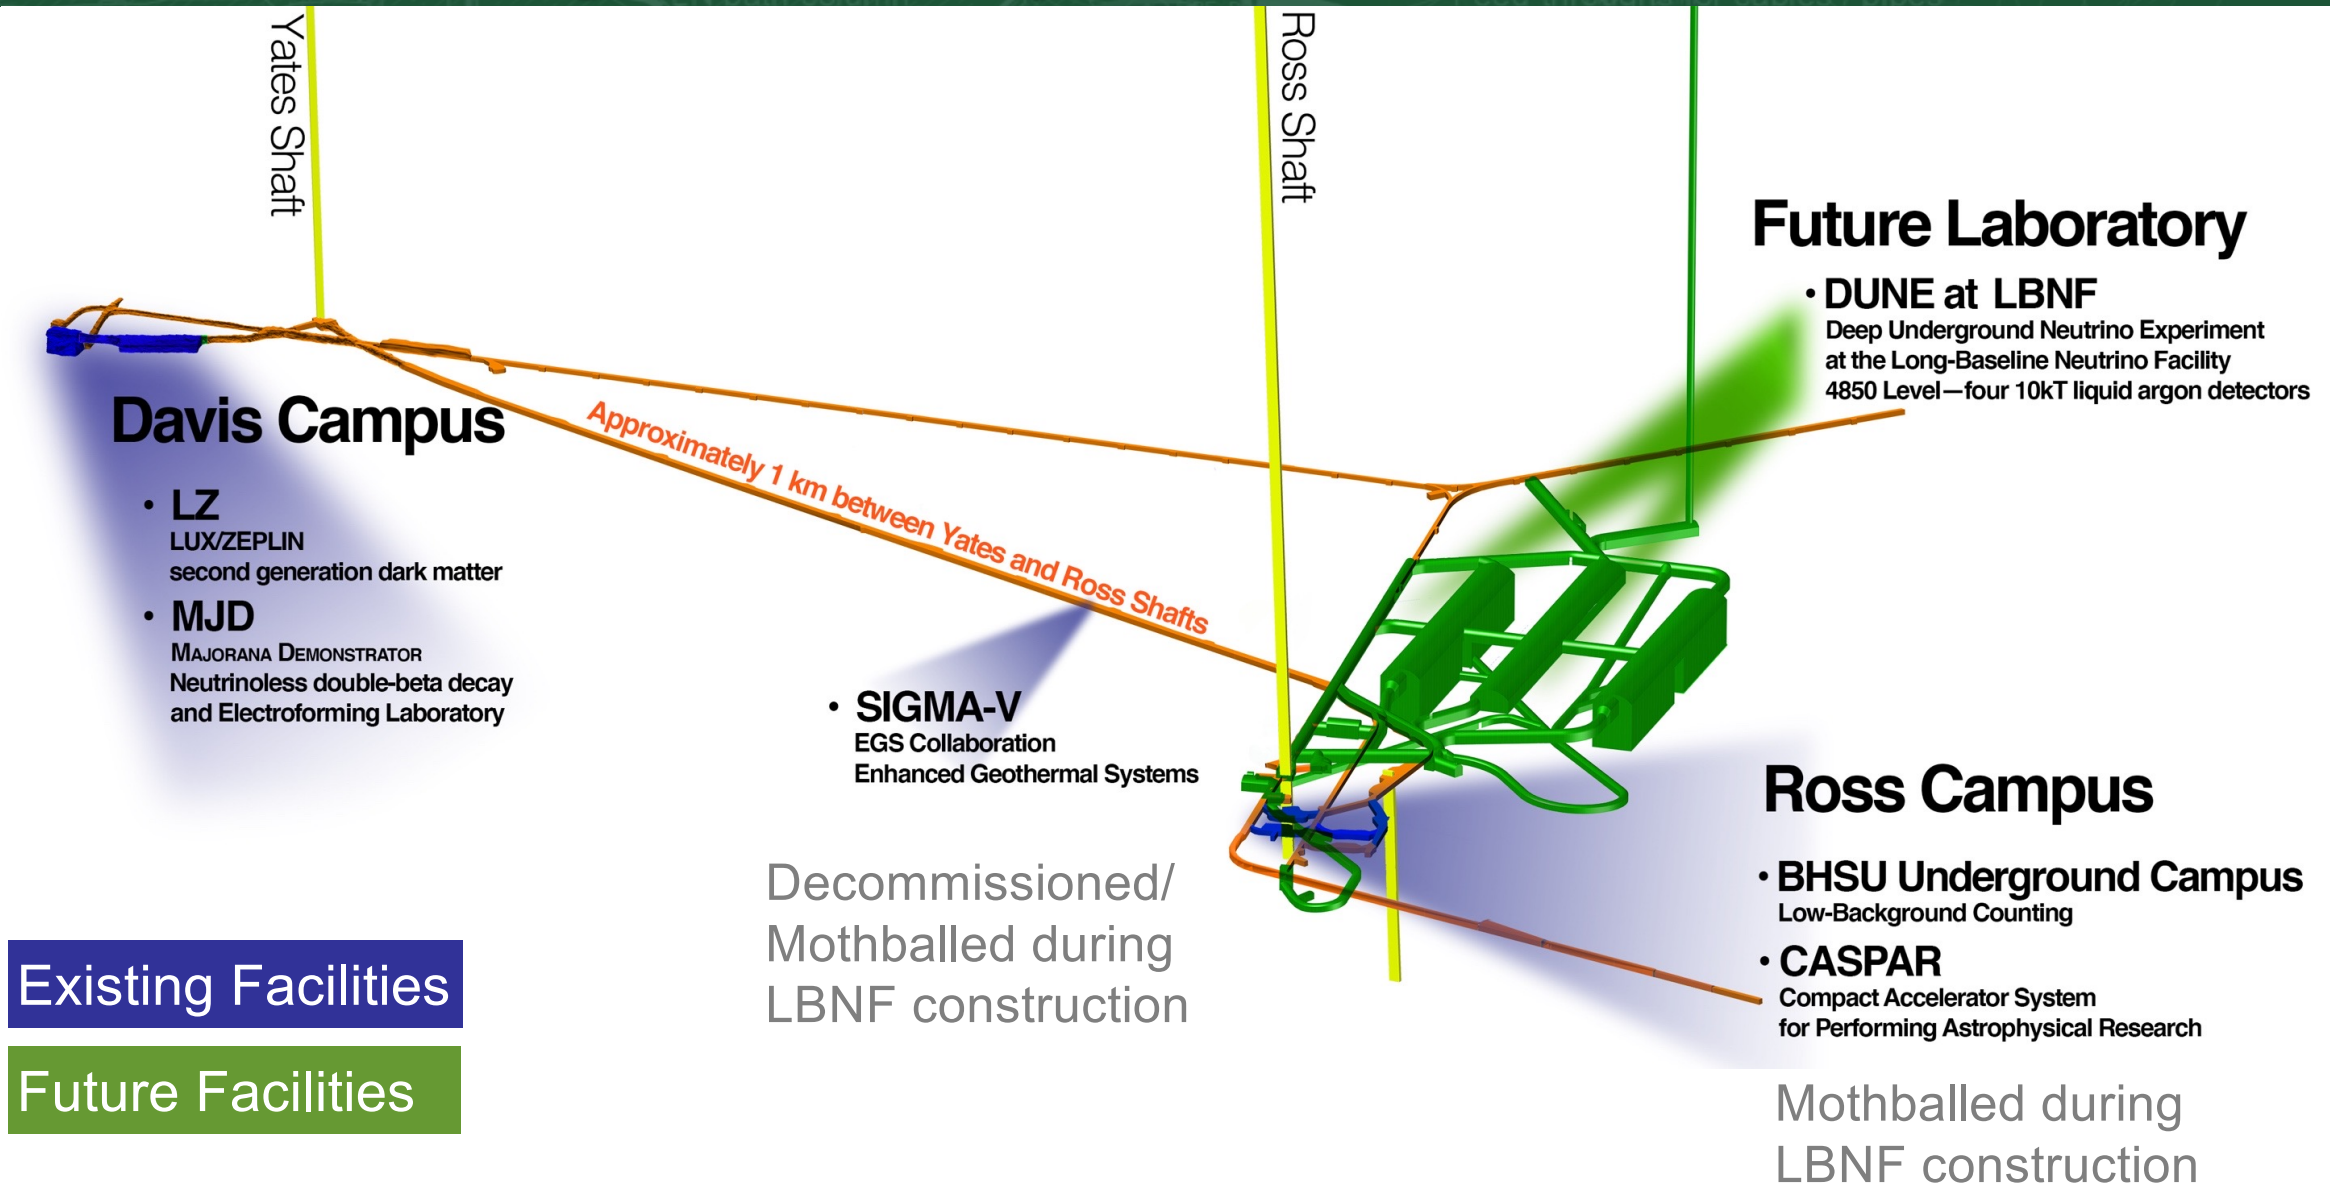 Yates Shaft
Ross Shaft
Future Laboratory
• DUNE at LBNF
Deep Underground Neutrino Experiment
at the Long-Baseline Neutrino Facility
4850 Level—four 10kT liquid argon detectors
Davis Campus
• LZ
LUX/ZEPLIN
second generation dark matter
• MJD
MAJORANA DEMONSTRATOR
Neutrinoless double-beta decay
and Electroforming Laboratory
Approximately 1 km between Yates and Ross Shafts
• SIGMA-V
EGS Collaboration
Enhanced Geothermal Systems
Decommissioned/
Mothballed during
LBNF construction
Ross Campus
• BHSU Underground Campus
Low-Background Counting
• CASPAR
Compact Accelerator System
for Performing Astrophysical Research
Mothballed during
LBNF construction
Existing Facilities
Future Facilities